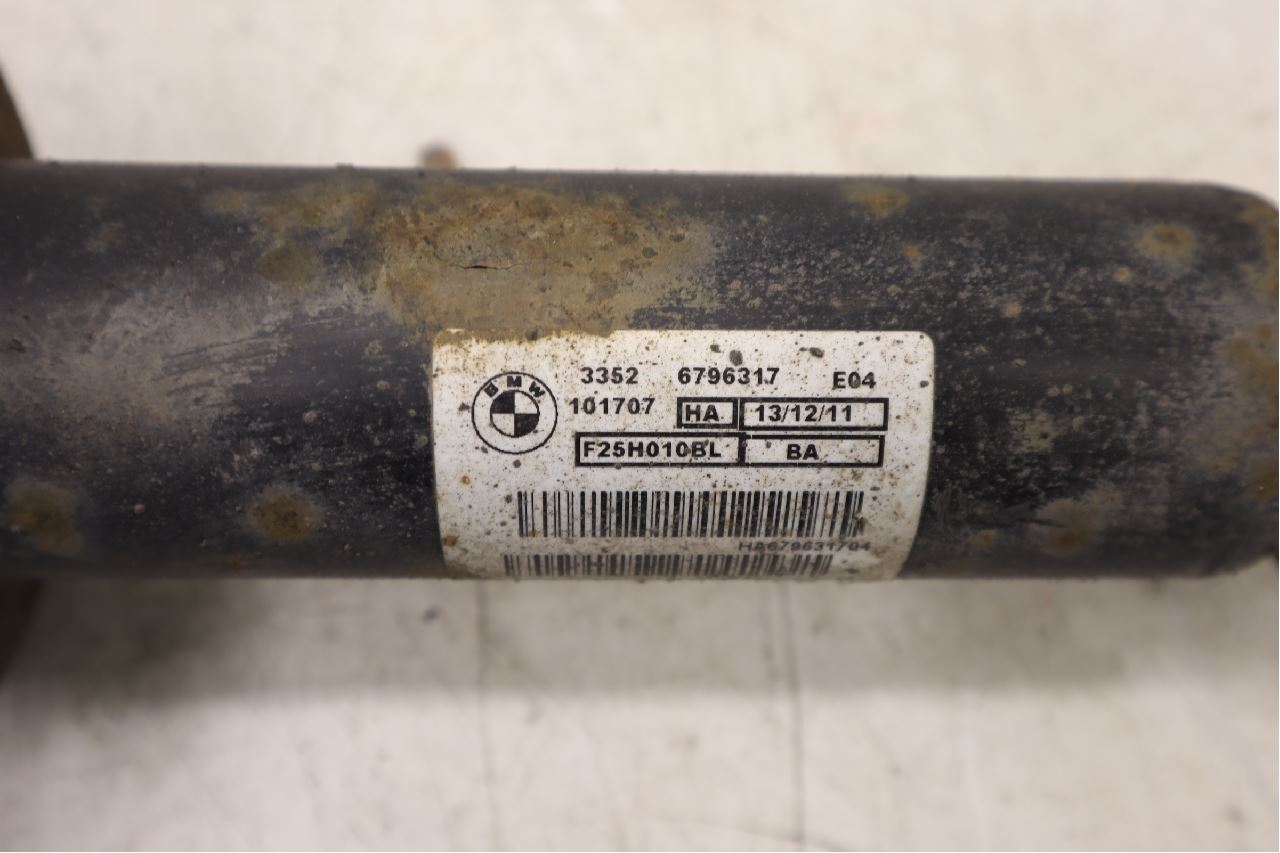 BMW
3352 6796317 E04
101707 HA 13/12/11
F25H010BL BA
HA679631704